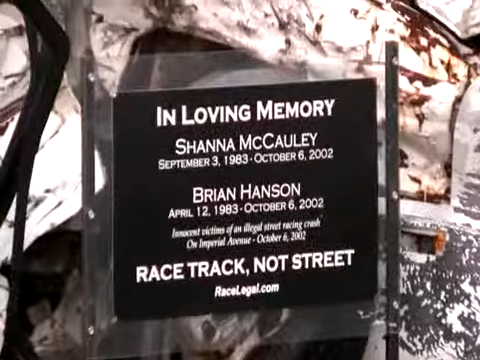 IN LOVING MEMORY
SHANNA MCCAULEY
SEPTEMBER 3, 1983 - OCTOBER 6, 2002
BRIAN HANSON
APRIL 12, 1983 - OCTOBER 6, 2002
Innocent victims of an illegal street racing crash
On Imperial Avenue - October 6, 2002
RACE TRACK, NOT STREET
RaceLegal.com